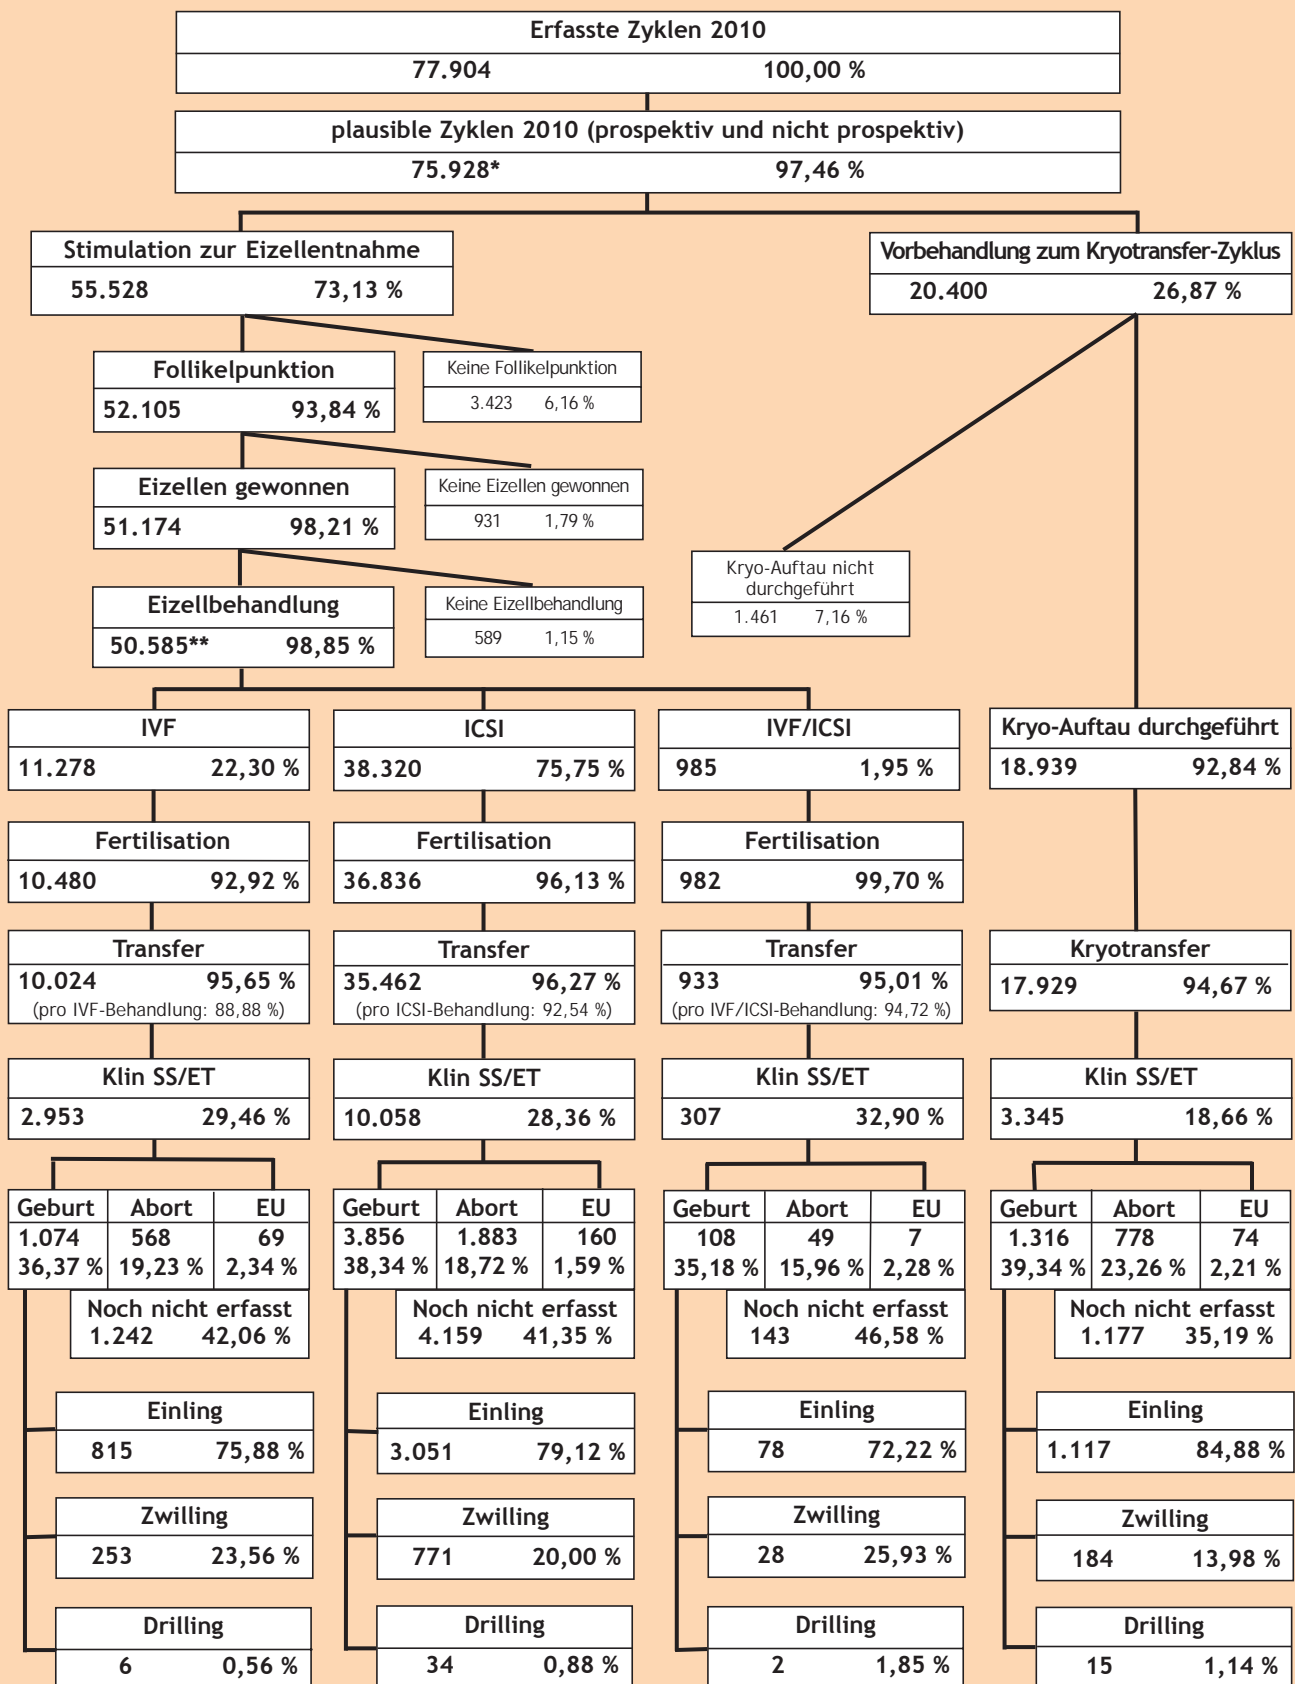 Erfasste Zyklen 2010
77.904 100,00 %
plausible Zyklen 2010 (prospektiv und nicht prospektiv)
75.928* 97,46 %
Stimulation zur Eizellentnahme
55.528 73,13 %
Vorbehandlung zum Kryotransfer-Zyklus
20.400 26,87 %
Follikelpunktion
52.105 93,84 %
Keine Follikelpunktion
3.423 6,16 %
Eizellen gewonnen
51.174 98,21 %
Keine Eizellen gewonnen
931 1,79 %
Kryo-Auftau nicht
durchgeführt
1.461 7,16 %
Eizellbehandlung
50.585** 98,85 %
Keine Eizellbehandlung
589 1,15 %
IVF
11.278 22,30 %
ICSI
38.320 75,75 %
IVF/ICSI
985 1,95 %
Kryo-Auftau durchgeführt
18.939 92,84 %
Fertilisation
10.480 92,92 %
Fertilisation
36.836 96,13 %
Fertilisation
982 99,70 %
Transfer
10.024 95,65 %
(pro IVF-Behandlung: 88,88 %)
Transfer
35.462 96,27 %
(pro ICSI-Behandlung: 92,54 %)
Transfer
933 95,01 %
(pro IVF/ICSI-Behandlung: 94,72 %)
Kryotransfer
17.929 94,67 %
Klin SS/ET
2.953 29,46 %
Klin SS/ET
10.058 28,36 %
Klin SS/ET
307 32,90 %
Klin SS/ET
3.345 18,66 %
Geburt Abort EU
1.074 568 69
36,37 % 19,23 % 2,34 %
Noch nicht erfasst
1.242 42,06 %
Geburt Abort EU
3.856 1.883 160
38,34 % 18,72 % 1,59 %
Noch nicht erfasst
4.159 41,35 %
Geburt Abort EU
108 49 7
35,18 % 15,96 % 2,28 %
Noch nicht erfasst
143 46,58 %
Geburt Abort EU
1.316 778 74
39,34 % 23,26 % 2,21 %
Noch nicht erfasst
1.177 35,19 %
Einling
815 75,88 %
Einling
3.051 79,12 %
Einling
78 72,22 %
Einling
1.117 84,88 %
Zwilling
253 23,56 %
Zwilling
771 20,00 %
Zwilling
28 25,93 %
Zwilling
184 13,98 %
Drilling
6 0,56 %
Drilling
34 0,88 %
Drilling
2 1,85 %
Drilling
15 1,14 %